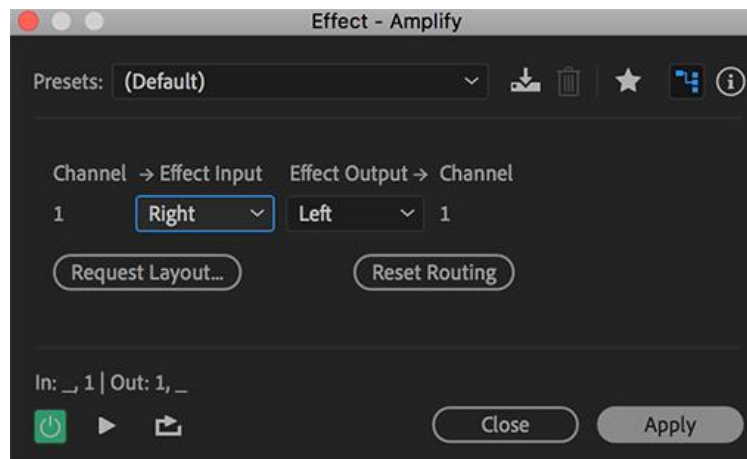 Effect - Amplify
Presets: (Default)
Channel → Effect Input Effect Output → Channel
1 Right Left 1
Request Layout... Reset Routing
In: _, 1 | Out: 1, _
Close Apply